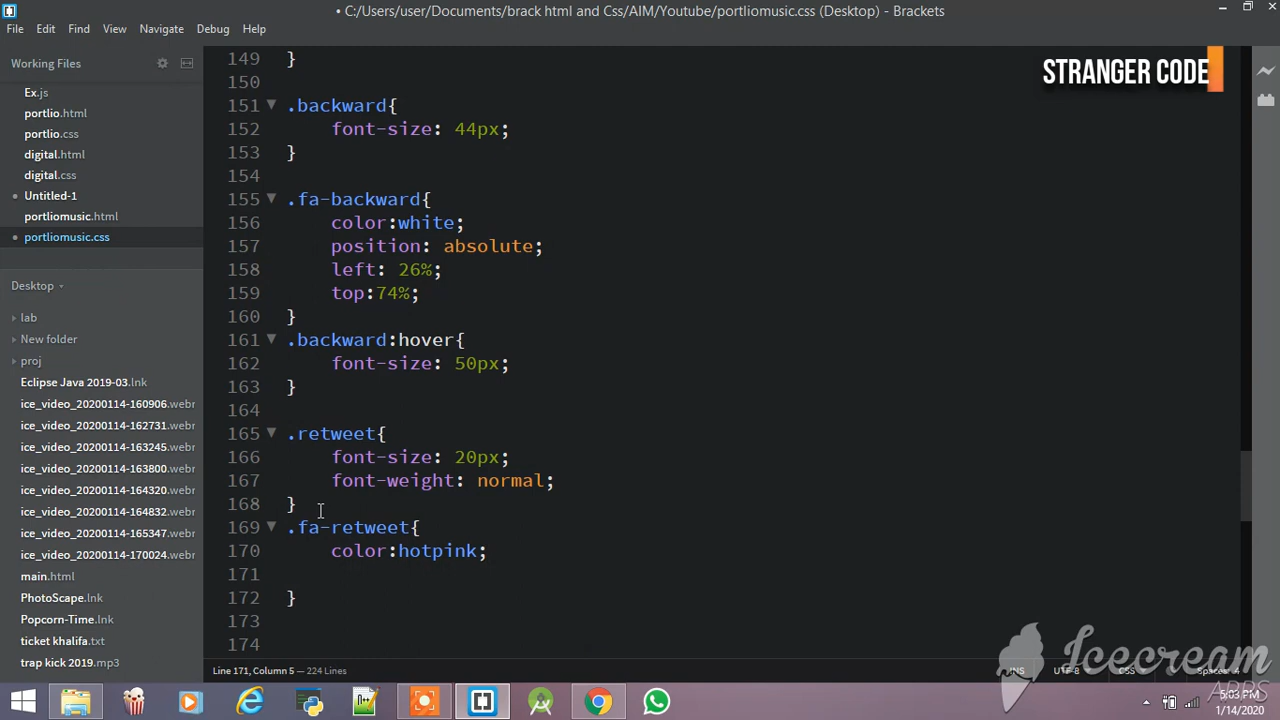 • C:/Users/user/Documents/brack html and Css/AIM/Youtube/portliomusic.css (Desktop) - Brackets
File Edit Find View Navigate Debug Help
Working Files
Ex.js
portlio.html
portlio.css
digital.html
digital.css
Untitled-1
portliomusic.html
portliomusic.css
Desktop
lab
New folder
proj
Eclipse Java 2019-03.lnk
ice_video_20200114-160906.webm
ice_video_20200114-162731.webm
ice_video_20200114-163245.webm
ice_video_20200114-163800.webm
ice_video_20200114-164320.webm
ice_video_20200114-164832.webm
ice_video_20200114-165347.webm
ice_video_20200114-170024.webm
main.html
PhotoScape.lnk
Popcorn-Time.lnk
ticket khalifa.txt
trap kick 2019.mp3
STRANGER CODE
149 }
150
151 .backward{
152 font-size: 44px;
153 }
154
155 .fa-backward{
156 color:white;
157 position: absolute;
158 left: 26%;
159 top:74%;
160 }
161 .backward:hover{
162 font-size: 50px;
163 }
164
165 .retweet{
166 font-size: 20px;
167 font-weight: normal;
168 }
169 .fa-retweet{
170 color:hotpink;
171
172 }
173
174
Line 171, Column 5 — 224 Lines
INS UTF-8 CSS Spaces: 4
Icecream
APPS
5:03 PM
1/14/2020